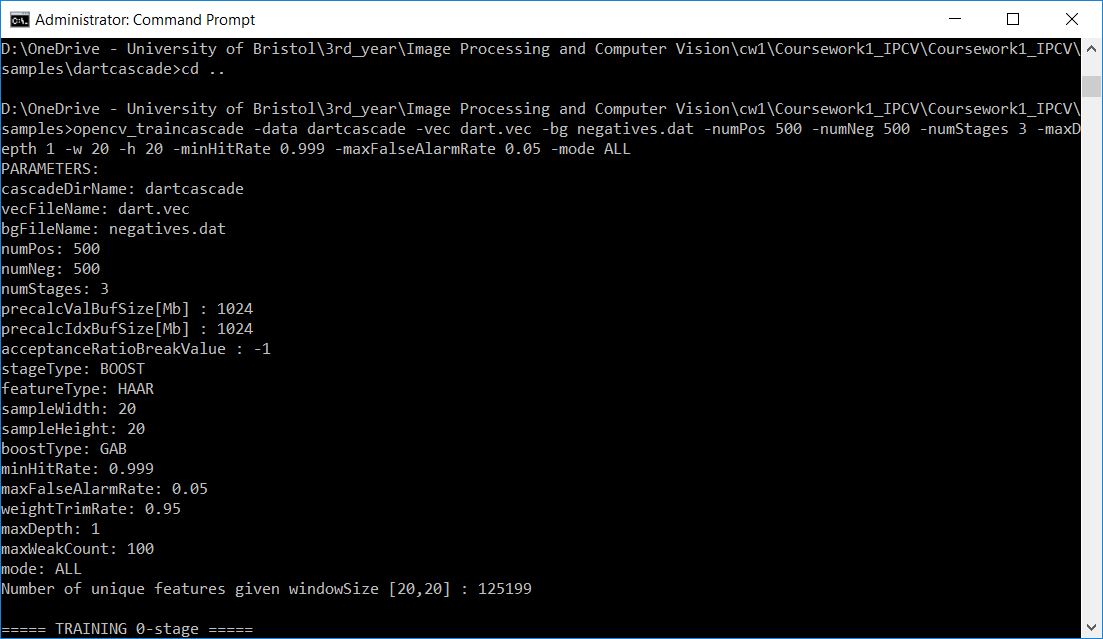 Administrator: Command Prompt
D:\OneDrive - University of Bristol\3rd_year\Image Processing and Computer Vision\cw1\Coursework1_IPCV\Coursework1_IPCV\
samples\dartcascade>cd ..
D:\OneDrive - University of Bristol\3rd_year\Image Processing and Computer Vision\cw1\Coursework1_IPCV\Coursework1_IPCV\
samples>opencv_traincascade -data dartcascade -vec dart.vec -bg negatives.dat -numPos 500 -numNeg 500 -numStages 3 -maxD
epth 1 -w 20 -h 20 -minHitRate 0.999 -maxFalseAlarmRate 0.05 -mode ALL
PARAMETERS:
cascadeDirName: dartcascade
vecFileName: dart.vec
bgFileName: negatives.dat
numPos: 500
numNeg: 500
numStages: 3
precalcValBufSize[Mb] : 1024
precalcIdxBufSize[Mb] : 1024
acceptanceRatioBreakValue : -1
stageType: BOOST
featureType: HAAR
sampleWidth: 20
sampleHeight: 20
boostType: GAB
minHitRate: 0.999
maxFalseAlarmRate: 0.05
weightTrimRate: 0.95
maxDepth: 1
maxWeakCount: 100
mode: ALL
Number of unique features given windowSize [20,20] : 125199
===== TRAINING 0-stage =====